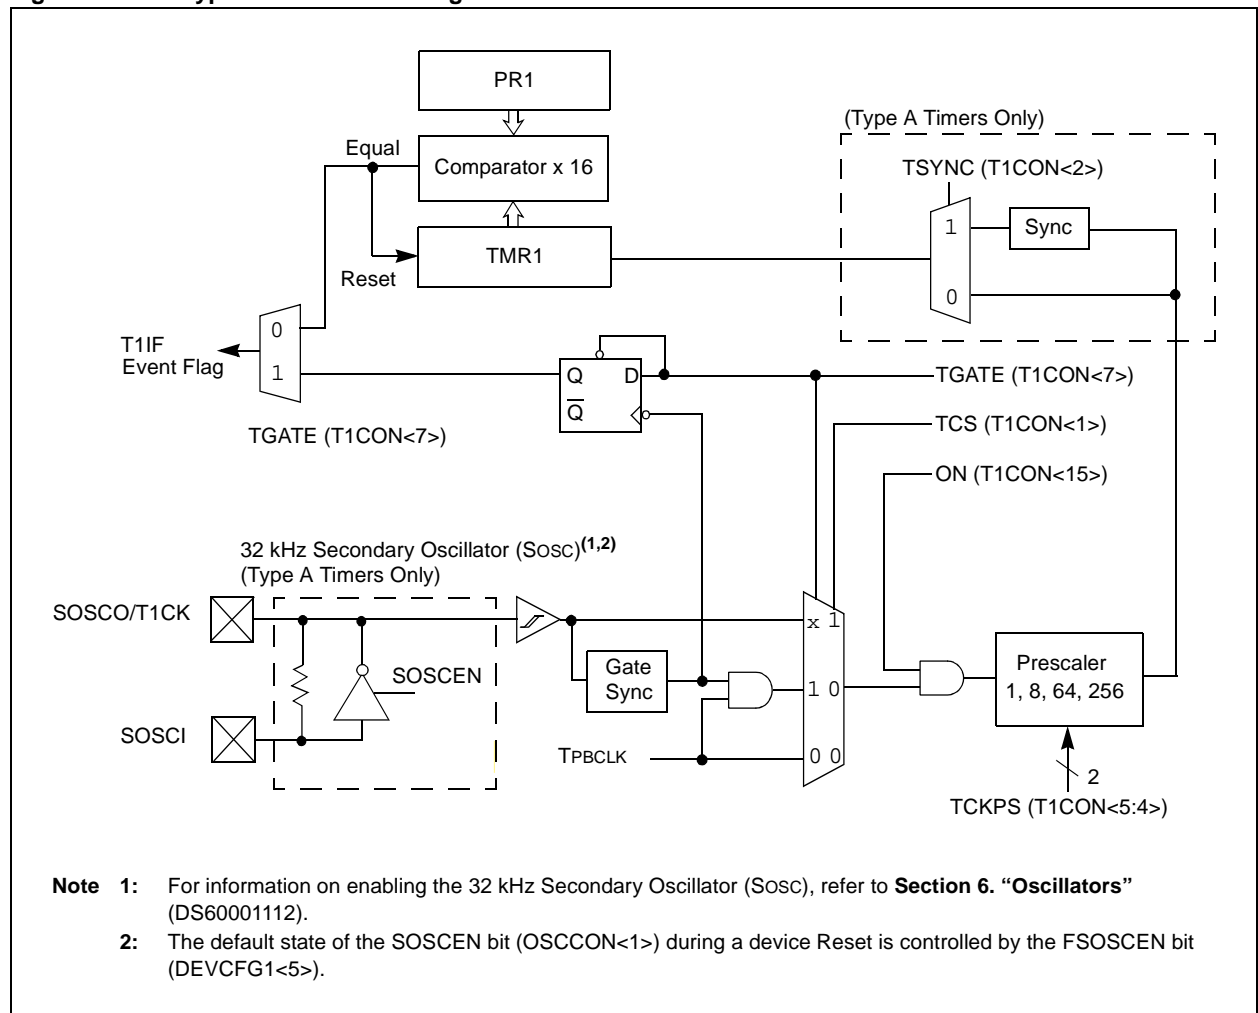 PR1
(Type A Timers Only)
Equal
Comparator x 16
TSYNC (T1CON<2>)
1
Sync
TMR1
Reset
0
0
T1IF
Event Flag
1
Q
D
TGATE (T1CON<7>)
Q
TCS (T1CON<1>)
TGATE (T1CON<7>)
ON (T1CON<15>)
32 kHz Secondary Oscillator (SOSC)(1,2)
(Type A Timers Only)
SOSCO/T1CK
x 1
Gate
Sync
Prescaler
1, 8, 64, 256
SOSCEN
1 0
SOSCI
TPBCLK
0 0
2
TCKPS (T1CON<5:4>)
Note 1: For information on enabling the 32 kHz Secondary Oscillator (SOSC), refer to Section 6. “Oscillators”
(DS60001112).
2: The default state of the SOSCEN bit (OSCCON<1>) during a device Reset is controlled by the FSOSCEN bit
(DEVCFG1<5>).